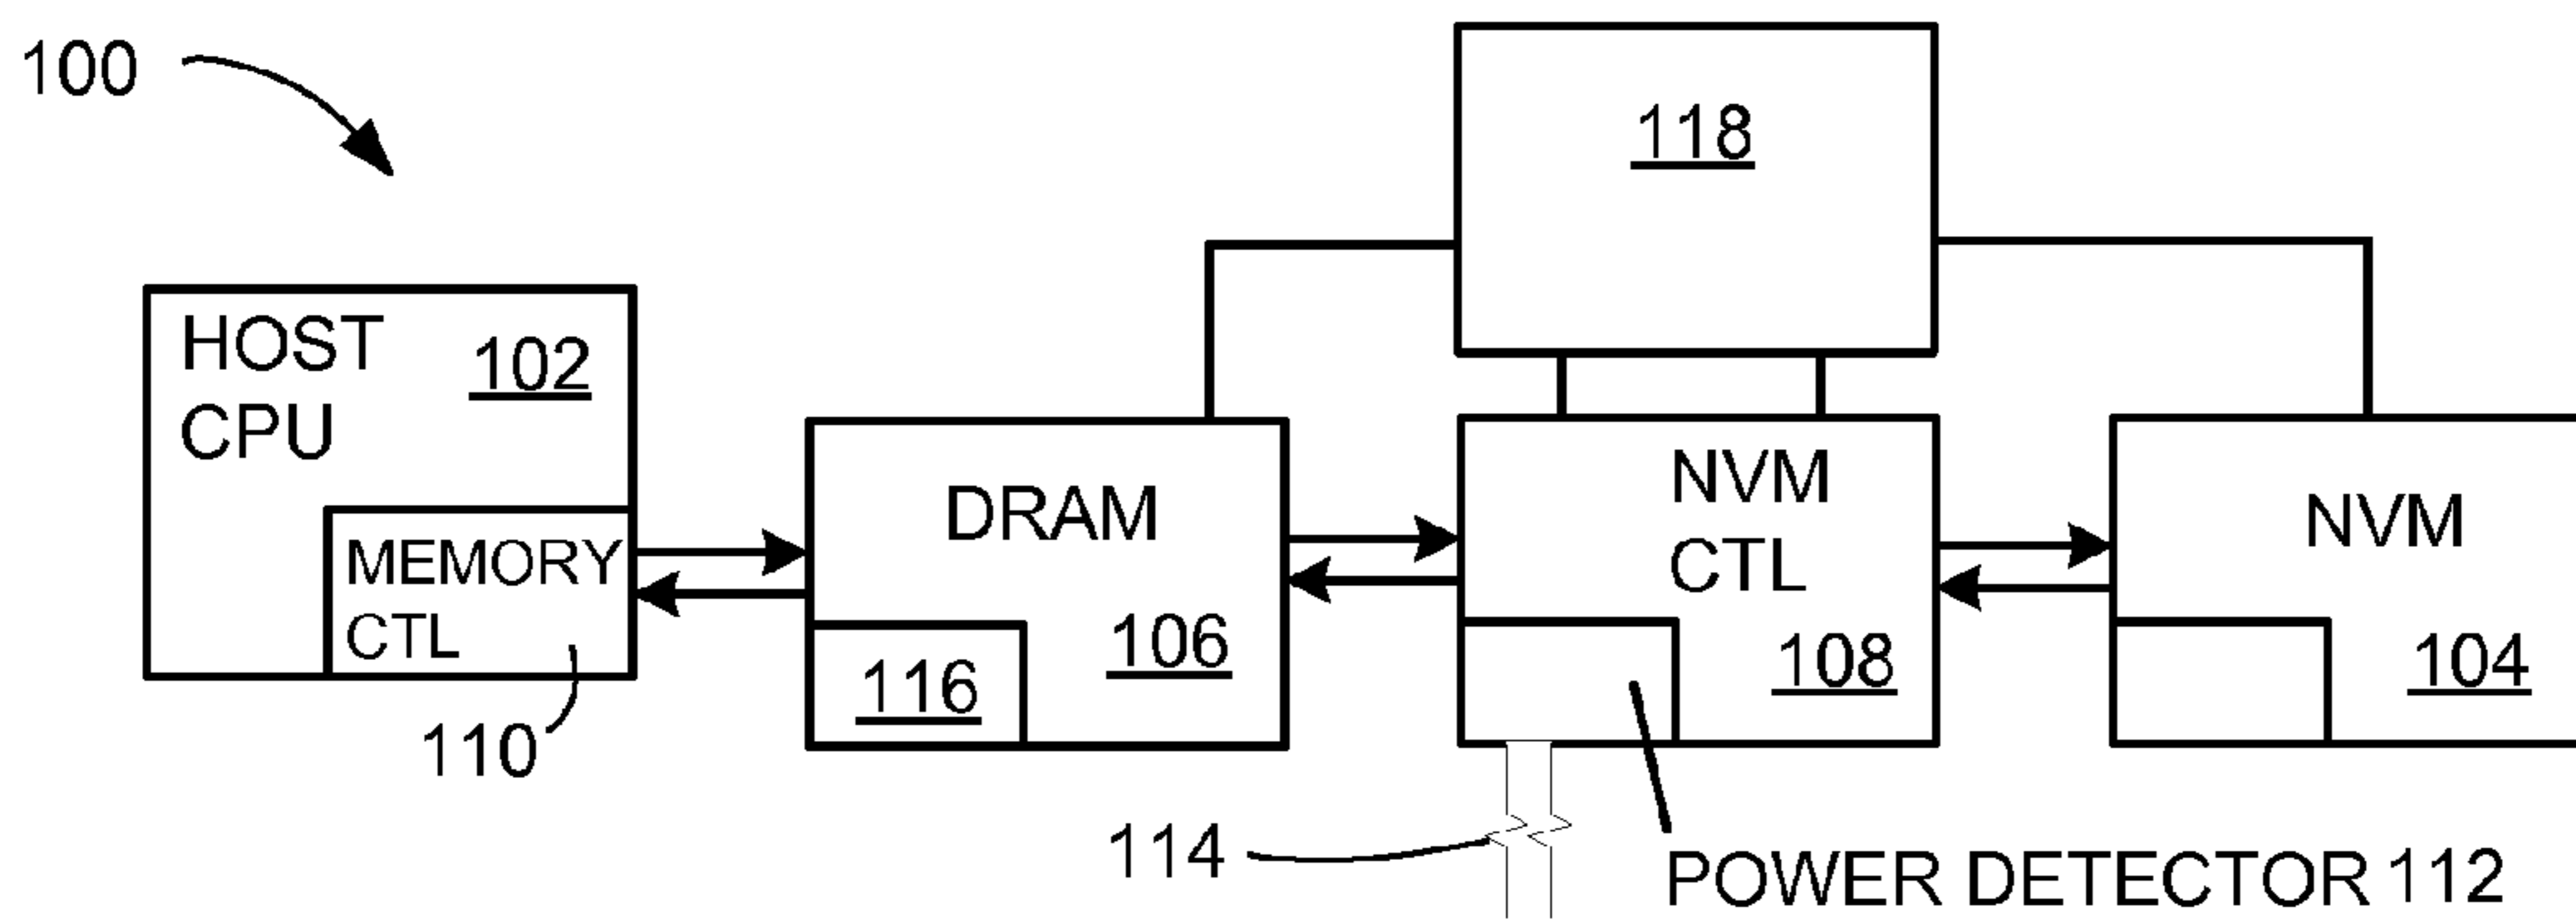 100
118
HOST
CPU
102
MEMORY
CTL
110
DRAM
106
116
NVM
CTL
108
NVM
104
114
POWER DETECTOR 112